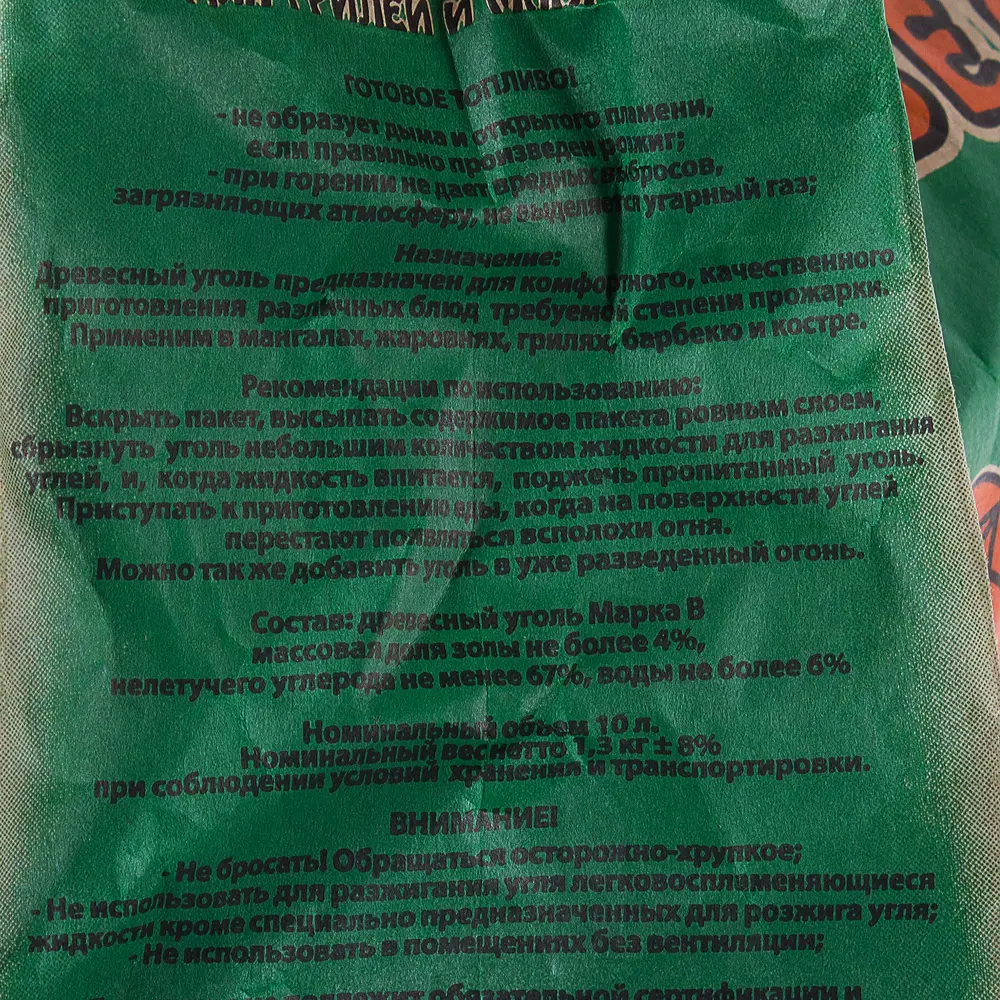 ГРИЛЕЙ И
ГОТОВОЕ ТОПЛИВО!
- не образует дыма и открытого пламени,
если правильно произведен розжиг;
- при горении не дает вредных выбросов,
загрязняющих атмосферу, не выделяется угарный газ;
Назначение:
Древесный уголь предназначен для комфортного, качественного
приготовления различных блюд требуемой степени прожарки.
Применим в мангалах, жаровнях, грилях, барбекю и костре.
Рекомендации по использованию:
Вскрыть пакет, высыпать содержимое пакета ровным слоем,
сбрызнуть уголь небольшим количеством жидкости для разжигания
углей, и, когда жидкость впитается, поджечь пропитанный уголь.
Приступать к приготовлению еды, когда на поверхности углей
перестают появляться всполохи огня.
Можно так же добавить уголь в уже разведенный огонь.
Состав: древесный уголь Марка В
массовая доля золы не более 4%,
нелетучего углерода не менее 67%, воды не более 6%
Номинальный объем 10 л.
Номинальный вес нетто 1,3 кг ± 8%
при соблюдении условий хранения и транспортировки.
ВНИМАНИЕ!
- Не бросать! Обращаться осторожно-хрупкое;
- Не использовать для разжигания угля легковоспламеняющиеся
жидкости кроме специально предназначенных для розжига угля;
- Не использовать в помещениях без вентиляции;
подлежит обязательной сертификации и